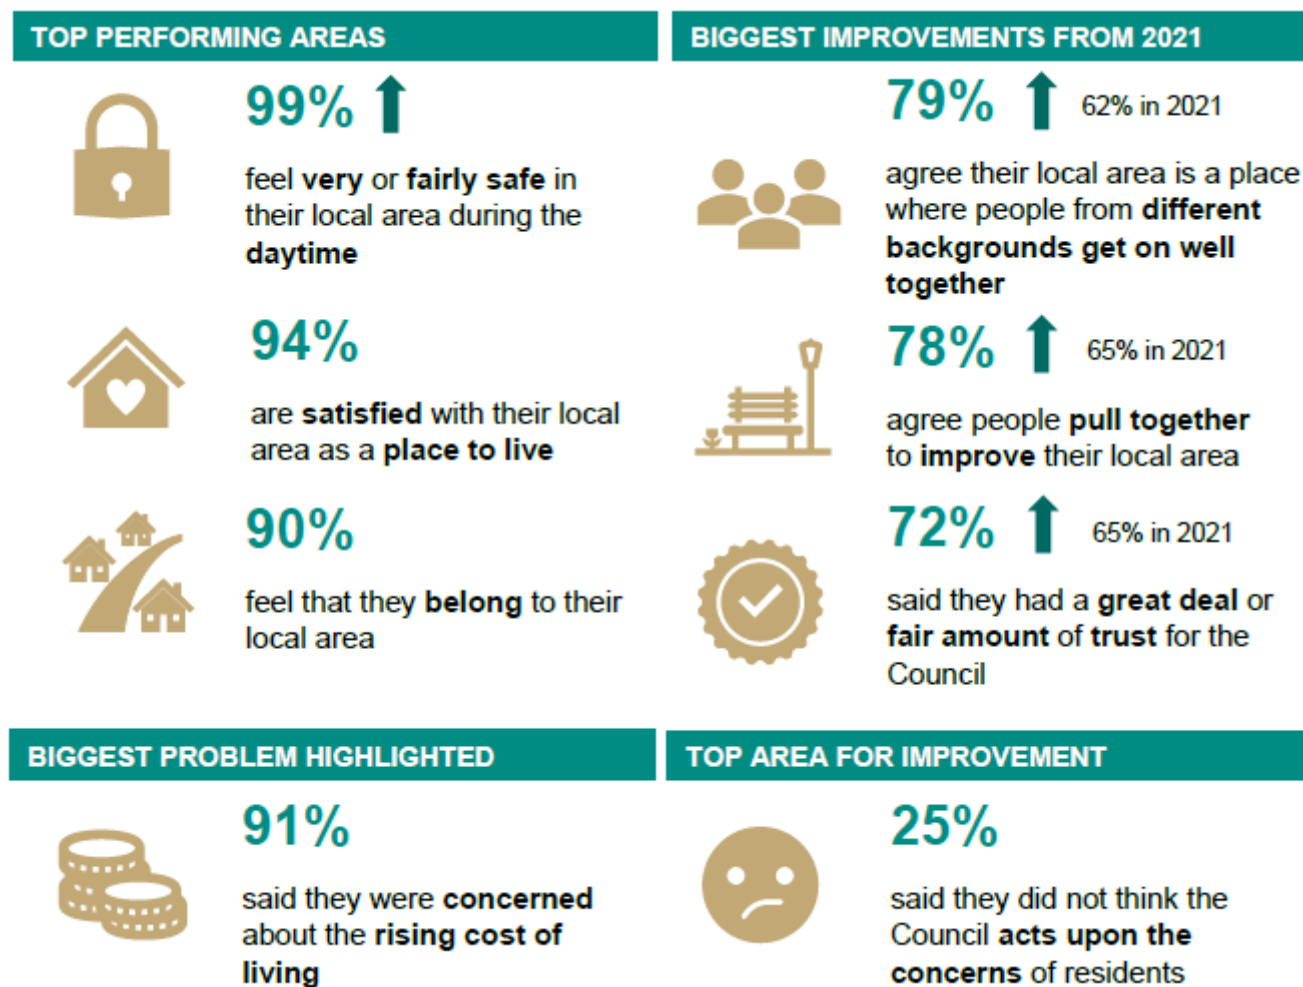 TOP PERFORMING AREAS
99%
feel very or fairly safe in
their local area during the
daytime
94%
are satisfied with their local
area as a place to live
90%
feel that they belong to their
local area
BIGGEST IMPROVEMENTS FROM 2021
79% 62% in 2021
agree their local area is a place
where people from different
backgrounds get on well
together
78% 65% in 2021
agree people pull together
to improve their local area
72% 65% in 2021
said they had a great deal or
fair amount of trust for the
Council
BIGGEST PROBLEM HIGHLIGHTED
91%
said they were concerned
about the rising cost of
living
TOP AREA FOR IMPROVEMENT
25%
said they did not think the
Council acts upon the
concerns of residents